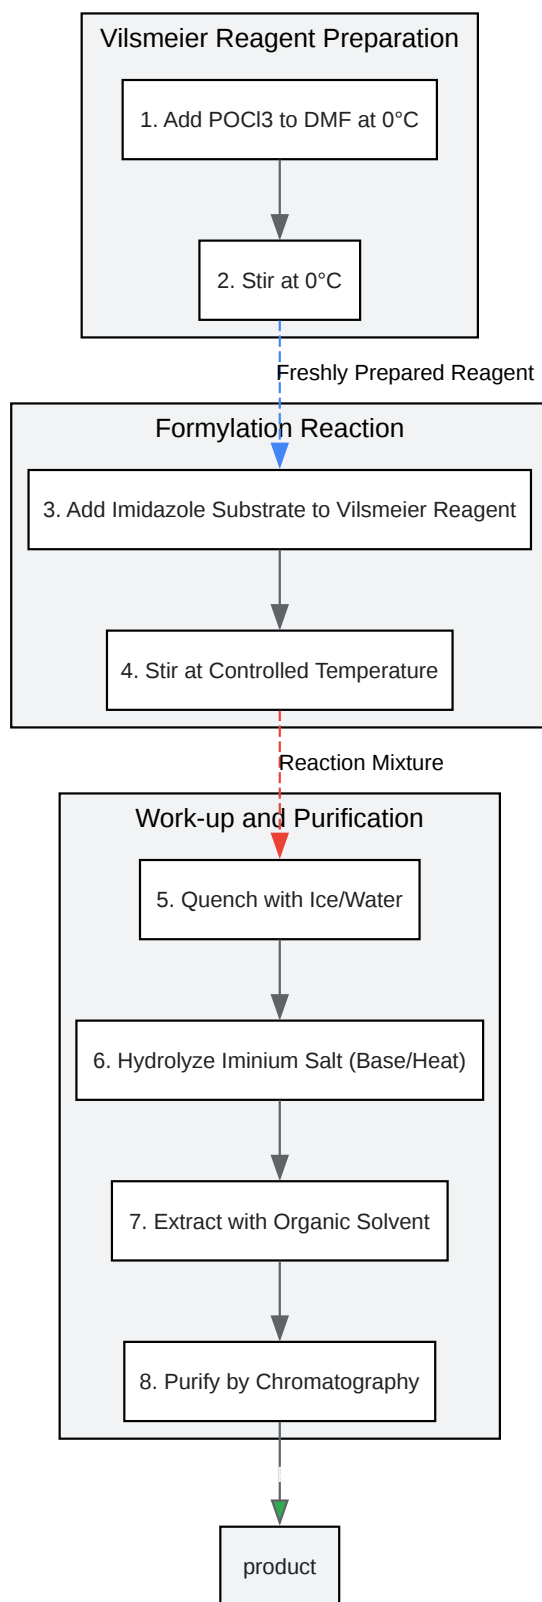 Vilsmeier Reagent Preparation
1. Add POCl3 to DMF at 0°C
2. Stir at 0°C
Freshly Prepared Reagent
Formylation Reaction
3. Add Imidazole Substrate to Vilsmeier Reagent
4. Stir at Controlled Temperature
Reaction Mixture
Work-up and Purification
5. Quench with Ice/Water
6. Hydrolyze Iminium Salt (Base/Heat)
7. Extract with Organic Solvent
8. Purify by Chromatography
product